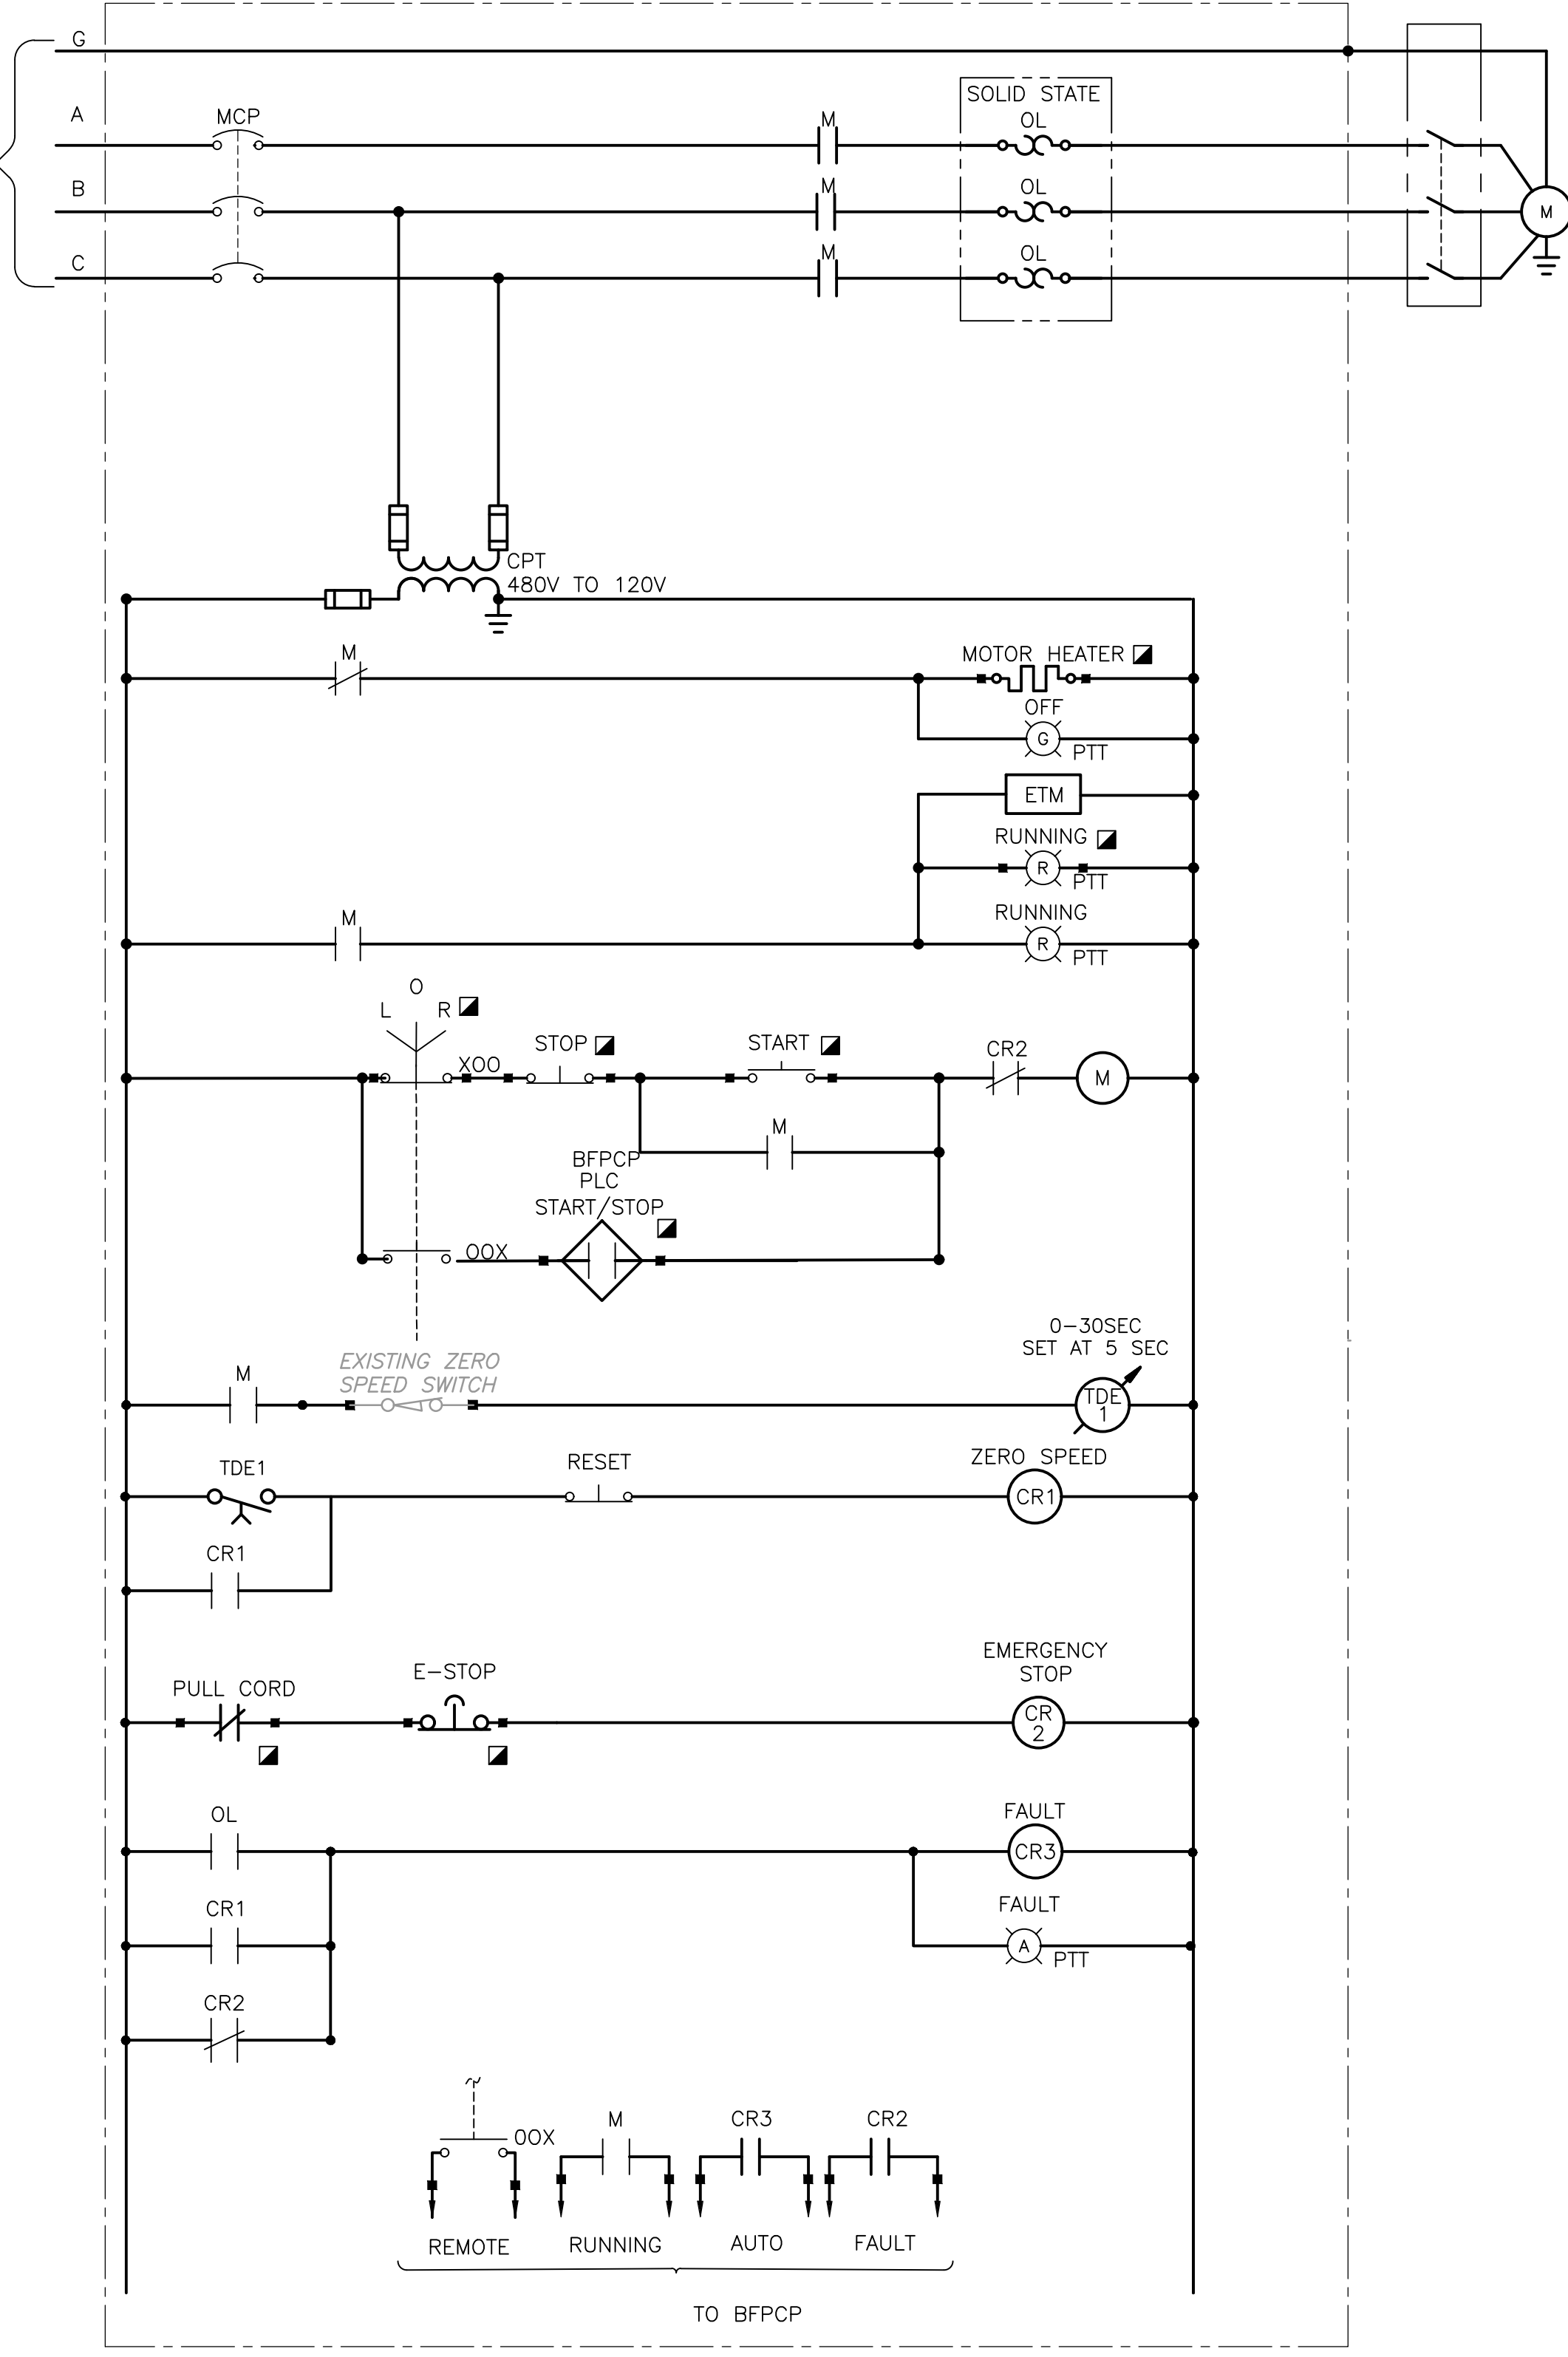 G
A
MCP
M
SOLID STATE
OL
B
M
OL
M
C
M
OL
CPT
480V TO 120V
M
MOTOR HEATER
OFF
G
PTT
ETM
RUNNING
R
PTT
M
RUNNING
R
PTT
O
L R
XOO
STOP
START
CR2
M
M
BFPCP
PLC
START/STOP
OOX
0-30SEC
SET AT 5 SEC
M
EXISTING ZERO
SPEED SWITCH
TDE
1
TDE1
RESET
ZERO SPEED
CR1
CR1
PULL CORD
E-STOP
EMERGENCY
STOP
CR
2
OL
FAULT
CR3
CR1
FAULT
A
PTT
CR2
OOX
M
CR3
CR2
REMOTE
RUNNING
AUTO
FAULT
TO BFPCP